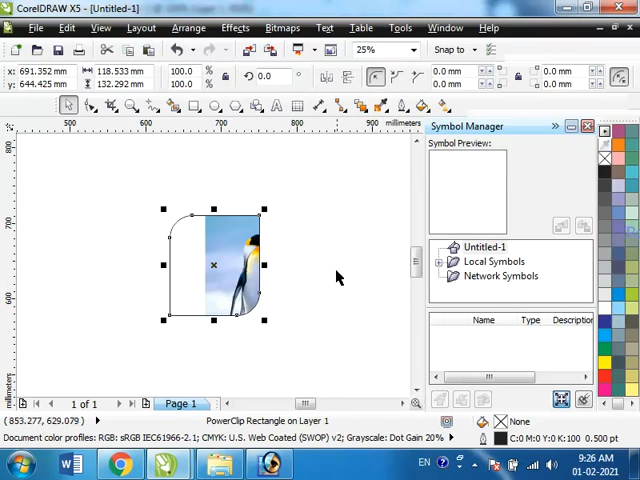 CorelDRAW X5 - [Untitled-1]
File Edit View Layout Arrange Effects Bitmaps Text Table Tools Window Help
25% Snap to
x: 691.352 mm 118.533 mm 100.0 % 0.0 0.0 mm 0.0 mm
y: 644.425 mm 132.292 mm 100.0 % 0.0 mm 0.0 mm
500 600 700 800 900 millimeters
Symbol Manager
Symbol Preview:
800
700
600
millimeters
Untitled-1
Local Symbols
Network Symbols
Name Type Description
1 of 1 Page 1
(853.277, 629.079) PowerClip Rectangle on Layer 1 None
Document color profiles: RGB: sRGB IEC61966-2.1; CMYK: U.S. Web Coated (SWOP) v2; Grayscale: Dot Gain 20% C:0 M:0 Y:0 K:100 0.500 pt
EN 9:26 AM
01-02-2021